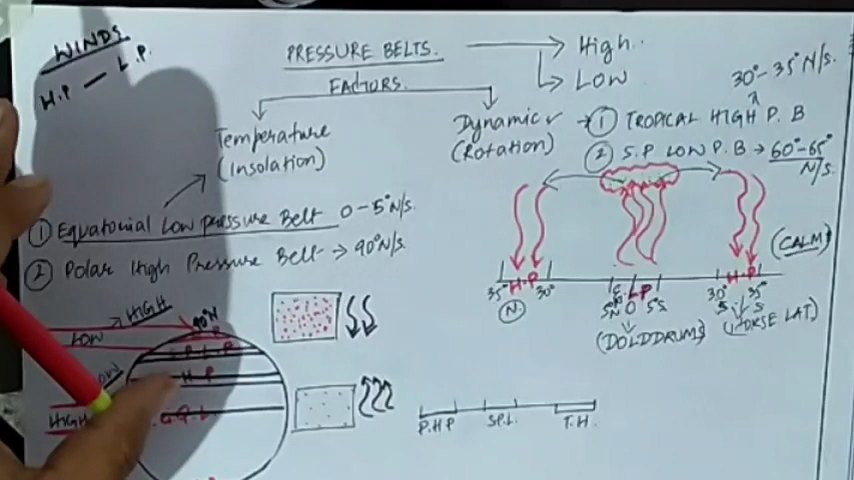 WINDS
H.P — L.P.
PRESSURE BELTS.
High.
LOW
FACTORS.
Temperature
(Insolation)
Dynamic
(Rotation)
30°-35°N/s.
① TROPICAL HIGH P. B
② S.P LOW P.B → 60°-65°
N/s.
① Equatorial Low pressure Belt 0-5°N/s.
② Polar High Pressure Belt → 90°N/s.
(CALM)
H.P
L P
H.P
35° 30°
N.
5° N 0 5° s
30° 35°
S S
(DOLDDRUMS)
(HORSE LAT)
HIGH
LOW
90°N
P L P
H P
HIGH
P.H.P SP.L. T.H.